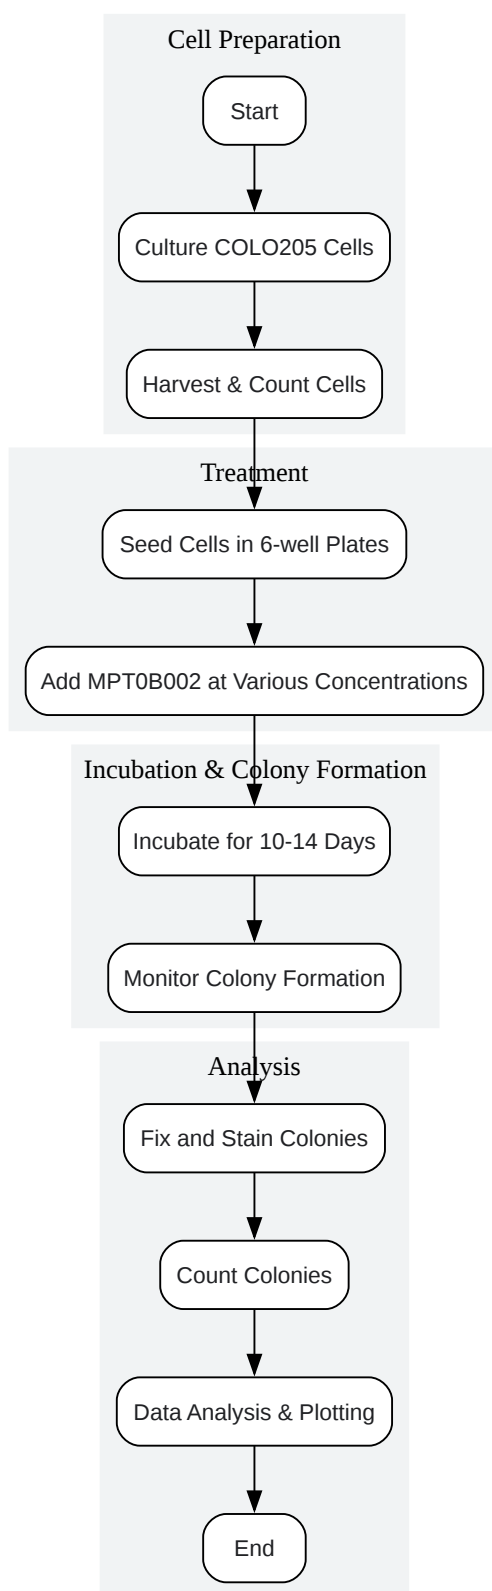 Cell Preparation
Start
Culture COLO205 Cells
Harvest & Count Cells
Treatment
Seed Cells in 6-well Plates
Add MPT0B002 at Various Concentrations
Incubation & Colony Formation
Incubate for 10-14 Days
Monitor Colony Formation
Analysis
Fix and Stain Colonies
Count Colonies
Data Analysis & Plotting
End